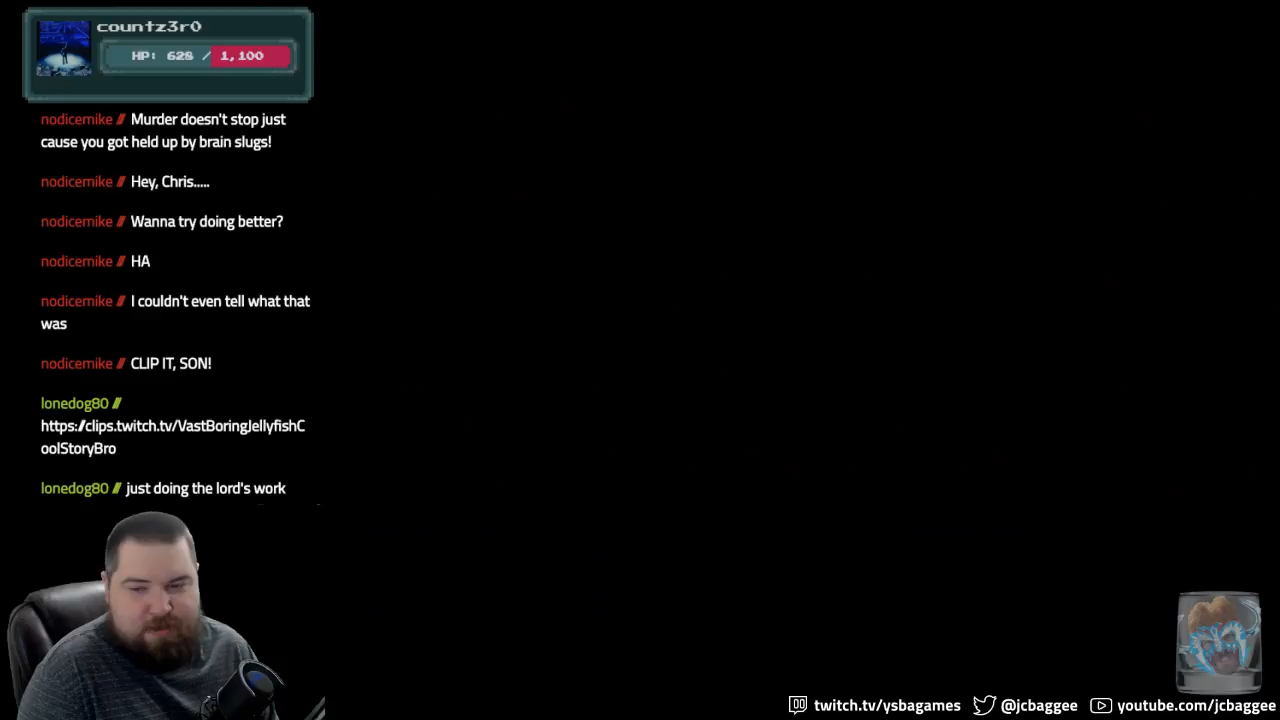 countz3r0
HP: 628 / 1,100
nodicemike // Murder doesn't stop just
cause you got held up by brain slugs!
nodicemike // Hey, Chris.....
nodicemike // Wanna try doing better?
nodicemike // HA
nodicemike // I couldn't even tell what that
was
nodicemike // CLIP IT, SON!
lonedog80 //
https://clips.twitch.tv/VastBoringJellyfishC
oolStoryBro
lonedog80 // just doing the lord's work
twitch.tv/ysbagames @jcbaggee youtube.com/jcbaggee